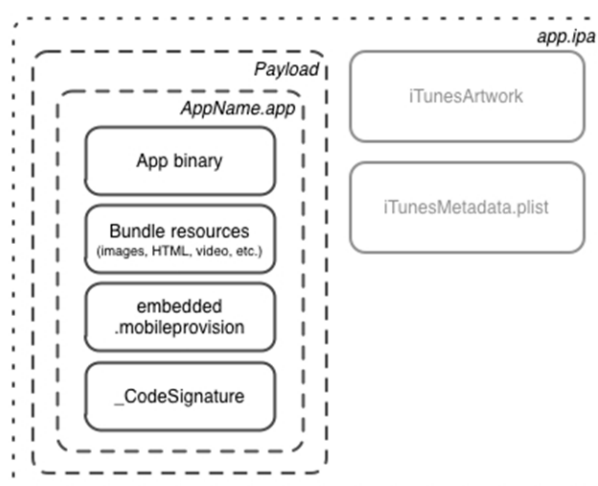 app.ipa
Payload
iTunesArtwork
AppName.app
App binary
iTunesMetadata.plist
Bundle resources
(images, HTML, video, etc.)
embedded
.mobileprovision
_CodeSignature